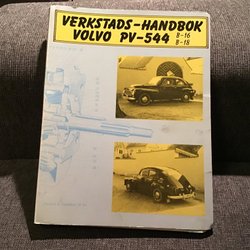 VERKSTADS-HANDBOK
VOLVO PV-544 B-16
B-18